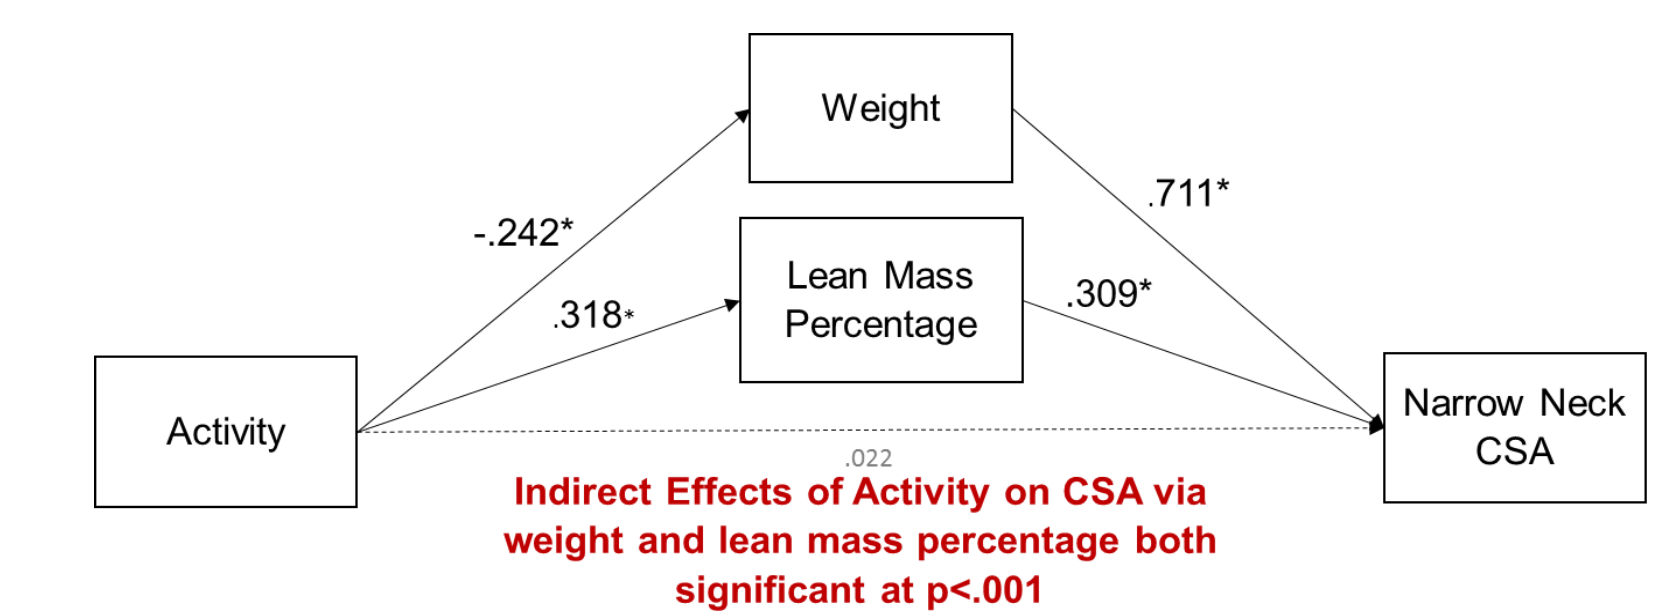 Weight
.711*
-.242*
Lean Mass
Percentage
.309*
.318*
Activity
Narrow Neck
CSA
.022
Indirect Effects of Activity on CSA via
weight and lean mass percentage both
significant at p<.001